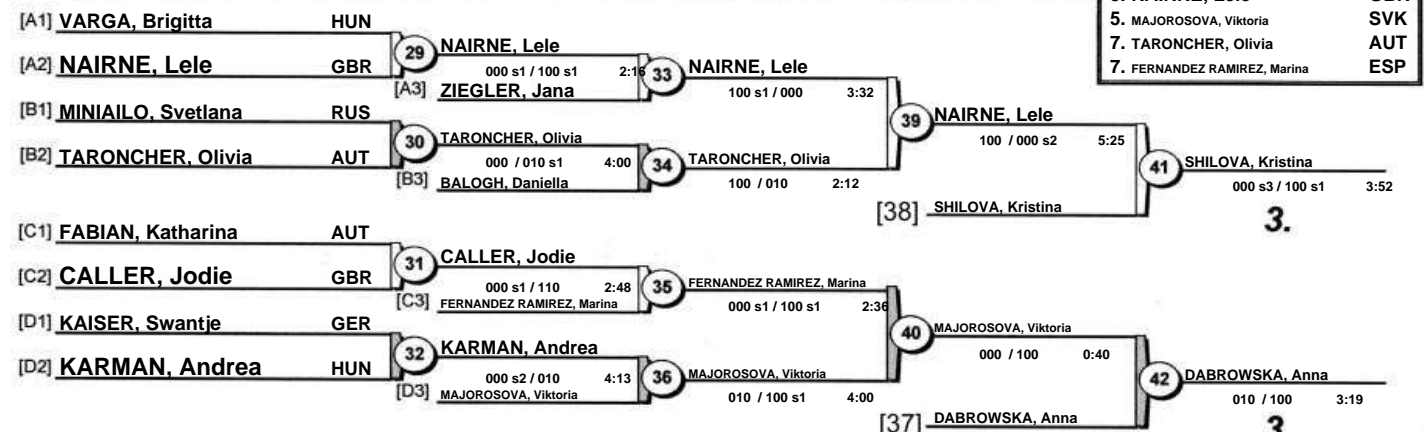 [A1] VARGA, Brigitta HUN
[A2] NAIRNE, Lele GBR
[B1] MINIAILO, Svetlana RUS
[B2] TARONCHER, Olivia AUT
[C1] FABIAN, Katharina AUT
[C2] CALLER, Jodie GBR
[D1] KAISER, Swantje GER
[D2] KARMAN, Andrea HUN
29 NAIRNE, Lele
000 s1 / 100 s1 2:16
[A3] ZIEGLER, Jana
30 TARONCHER, Olivia
000 / 010 s1 4:00
[B3] BALOGH, Daniella
31 CALLER, Jodie
000 s1 / 110 2:48
[C3] FERNANDEZ RAMIREZ, Marina
32 KARMAN, Andrea
000 s2 / 010 4:13
[D3] MAJOROSOVA, Viktoria
33 NAIRNE, Lele
100 s1 / 000 3:32
34 TARONCHER, Olivia
100 / 010 2:12
35 FERNANDEZ RAMIREZ, Marina
000 s1 / 100 s1 2:36
36 MAJOROSOVA, Viktoria
010 / 100 s1 4:00
39 NAIRNE, Lele
100 / 000 s2 5:25
[38] SHILOVA, Kristina
40 MAJOROSOVA, Viktoria
000 / 100 0:40
[37] DABROWSKA, Anna
41 SHILOVA, Kristina
000 s3 / 100 s1 3:52
3.
42 DABROWSKA, Anna
010 / 100 3:19
3.
5. MAJOROSOVA, Viktoria SVK
7. TARONCHER, Olivia AUT
7. FERNANDEZ RAMIREZ, Marina ESP